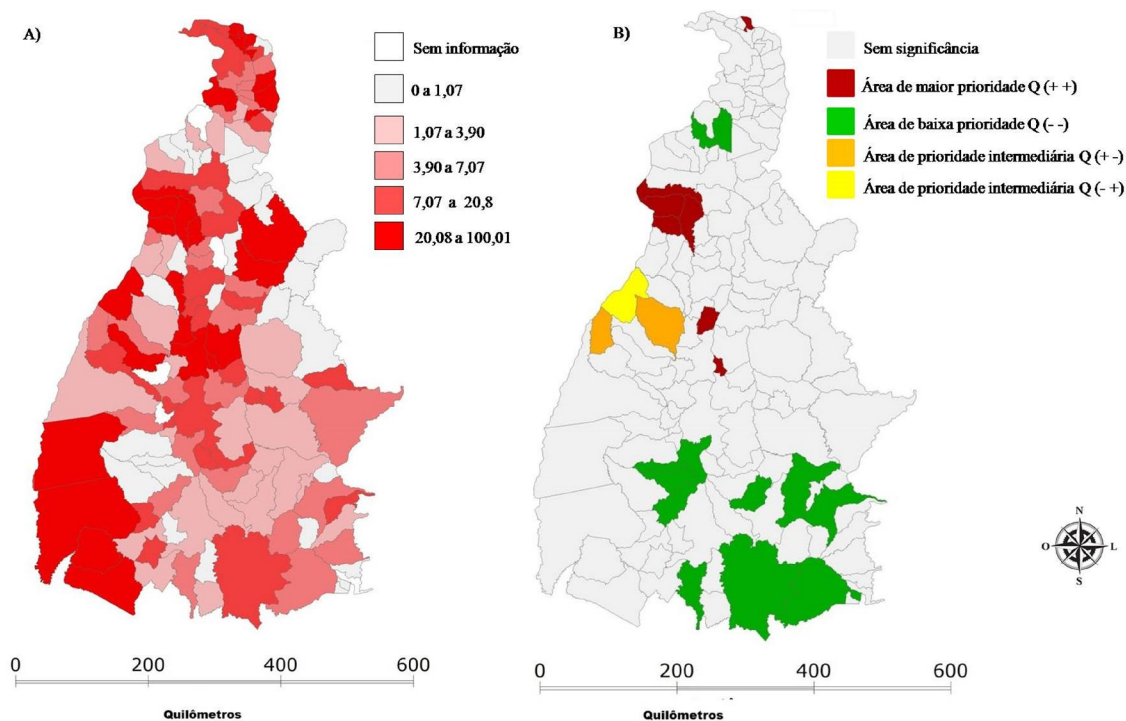 A)
Sem informação
0 a 1,07
1,07 a 3,90
3,90 a 7,07
7,07 a 20,8
20,08 a 100,01
0 200 400 600
Quilômetros
B)
Sem significância
Área de maior prioridade Q (+ +)
Área de baixa prioridade Q (- -)
Área de prioridade intermediária Q (+ -)
Área de prioridade intermediária Q (- +)
N
O L
S
0 200 400 600
Quilômetros